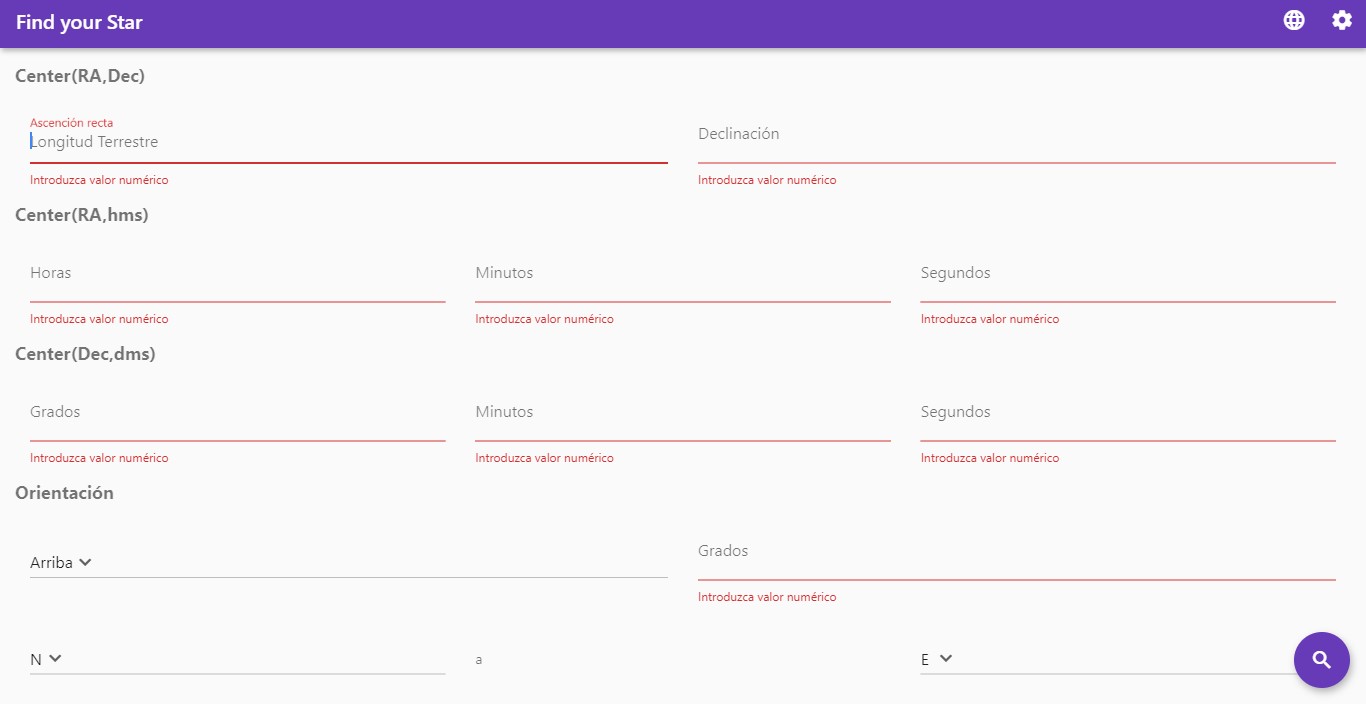 Find your Star
Center(RA,Dec)
Ascención recta
Longitud Terrestre
Declinación
Introduzca valor numérico
Introduzca valor numérico
Center(RA,hms)
Horas
Minutos
Segundos
Introduzca valor numérico
Introduzca valor numérico
Introduzca valor numérico
Center(Dec,dms)
Grados
Minutos
Segundos
Introduzca valor numérico
Introduzca valor numérico
Introduzca valor numérico
Orientación
Arriba
Grados
Introduzca valor numérico
N
a
E